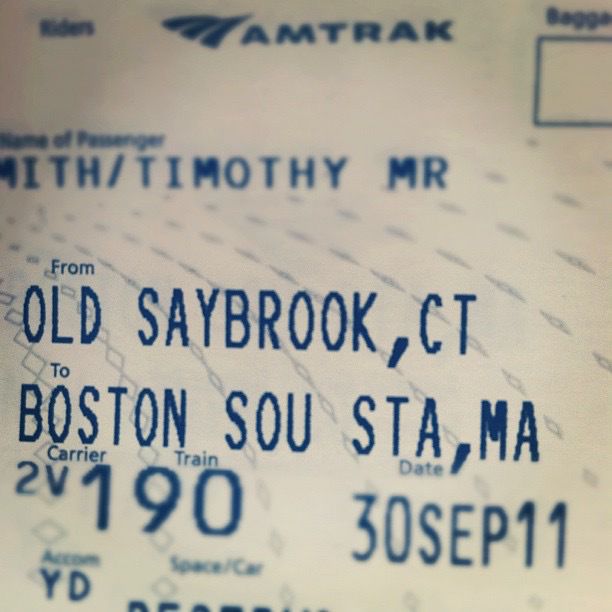 Riders AMTRAK Bagga
Name of Passenger
MITH/TIMOTHY MR
From
OLD SAYBROOK,CT
To
BOSTON SOU STA,MA
Carrier Train Date
2V 190 30SEP11
Accom Space/Car
YD